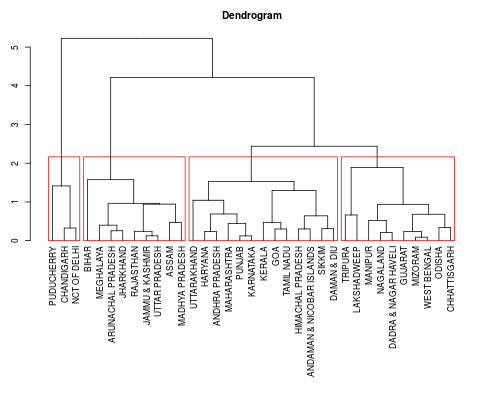 Dendrogram
5
4
3
2
1
0
PUDUCHERRY
CHANDIGARH
NCT OF DELHI
BIHAR
MEGHALAYA
ARUNACHAL PRADESH
JHARKHAND
RAJASTHAN
JAMMU & KASHMIR
UTTAR PRADESH
ASSAM
MADHYA PRADESH
UTTARAKHAND
HARYANA
ANDHRA PRADESH
MAHARASHTRA
PUNJAB
KARNATAKA
KERALA
GOA
TAMIL NADU
HIMACHAL PRADESH
ANDAMAN & NICOBAR ISLANDS
SIKKIM
DAMAN & DIU
TRIPURA
LAKSHADWEEP
MANIPUR
NAGALAND
DADRA & NAGAR HAVELI
GUJARAT
MIZORAM
WEST BENGAL
ODISHA
CHHATTISGARH